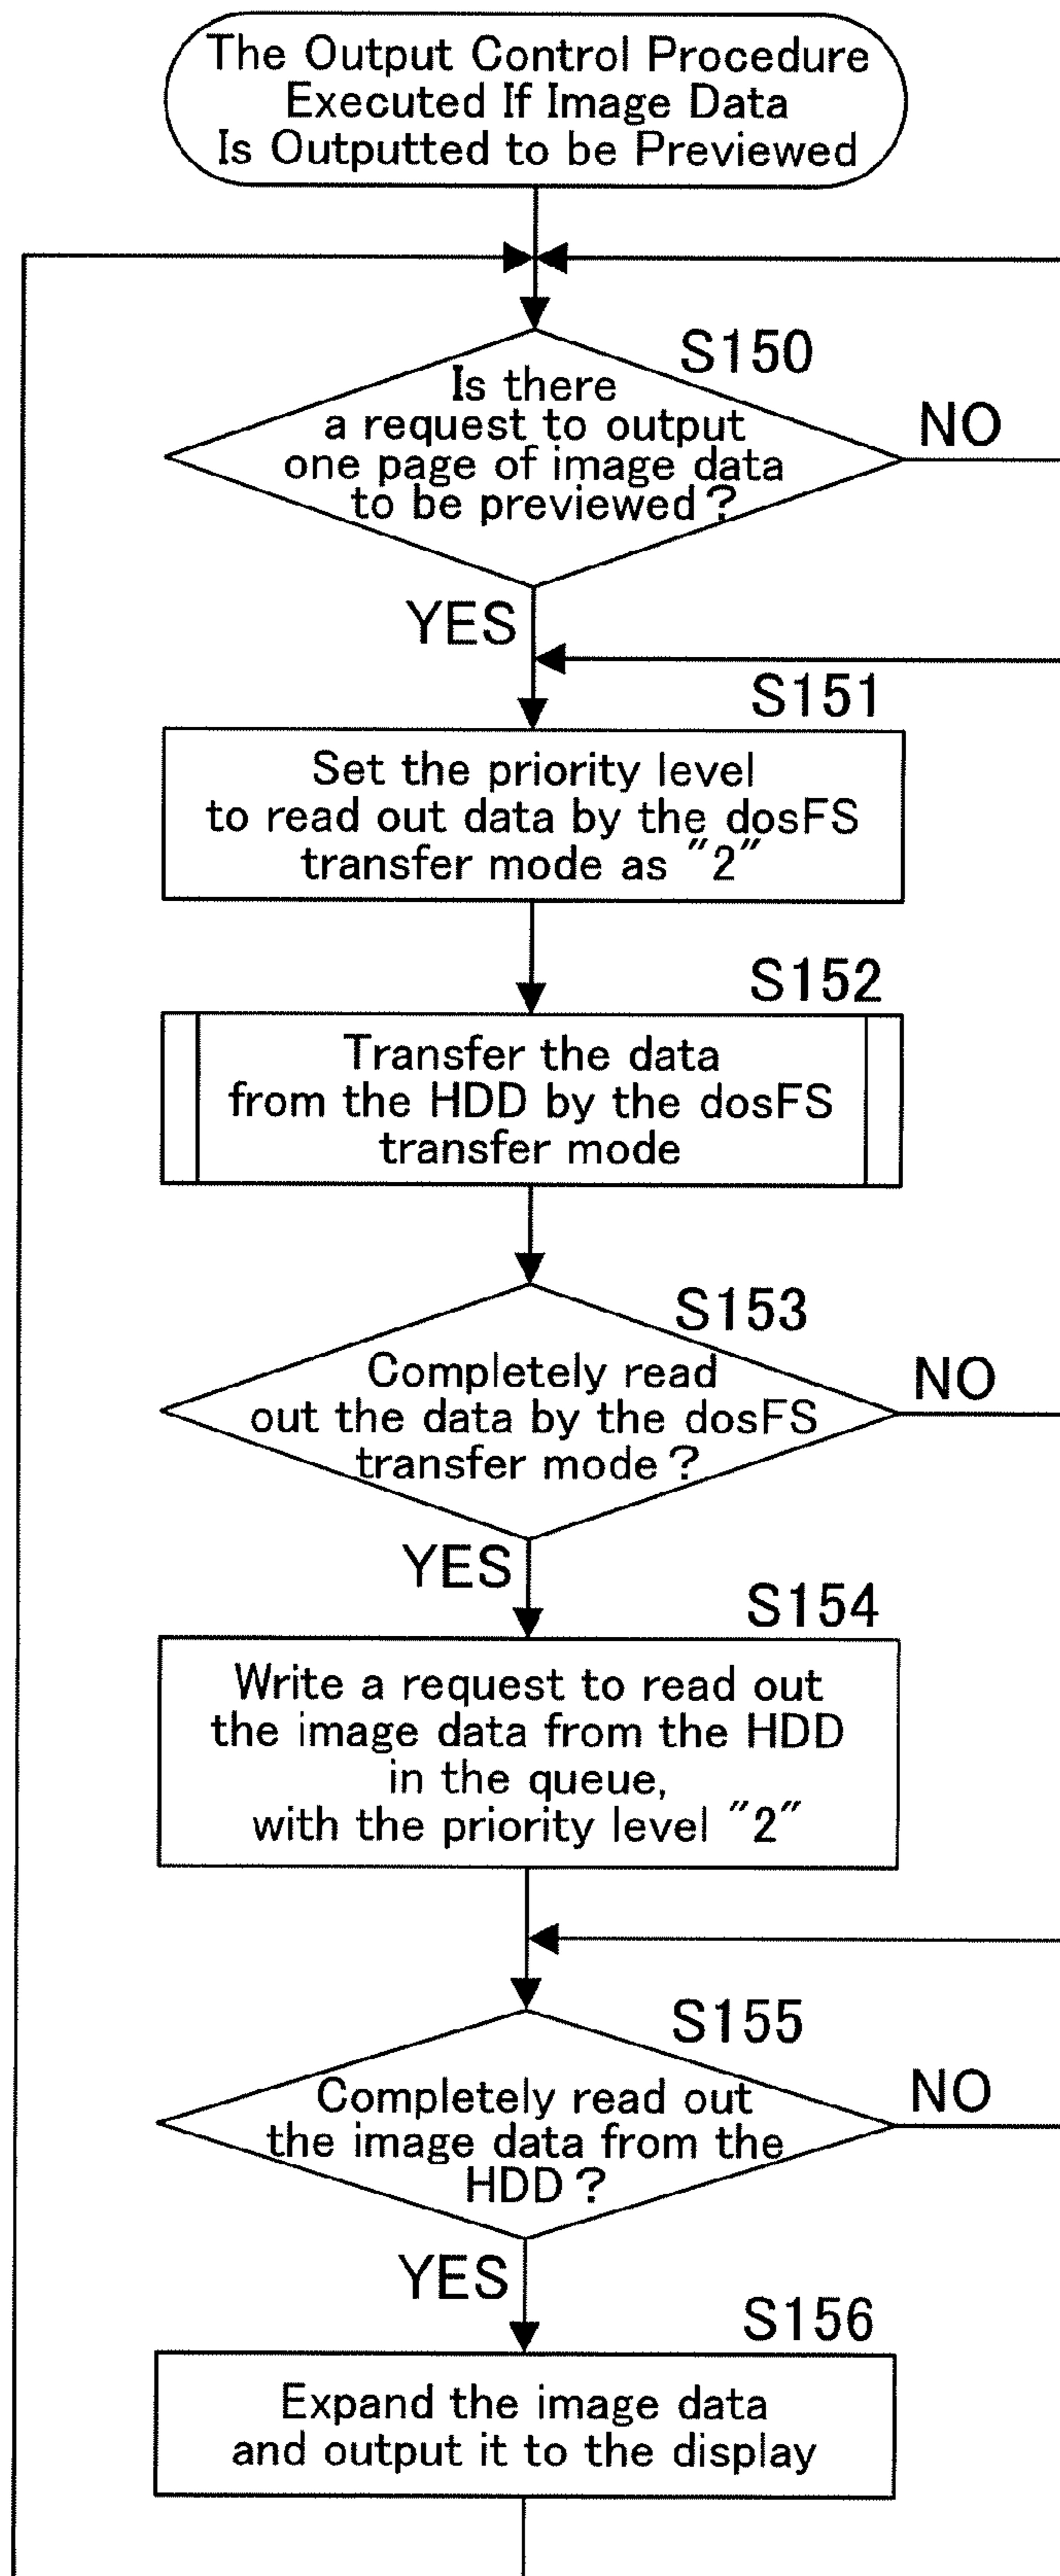 The Output Control Procedure
Executed If Image Data
Is Outputted to be Previewed
S150
Is there
a request to output
one page of image data
to be previewed?
NO
YES
S151
Set the priority level
to read out data by the dosFS
transfer mode as "2"
S152
Transfer the data
from the HDD by the dosFS
transfer mode
S153
Completely read
out the data by the dosFS
transfer mode?
NO
YES
S154
Write a request to read out
the image data from the HDD
in the queue,
with the priority level "2"
S155
Completely read out
the image data from the
HDD?
NO
YES
S156
Expand the image data
and output it to the display